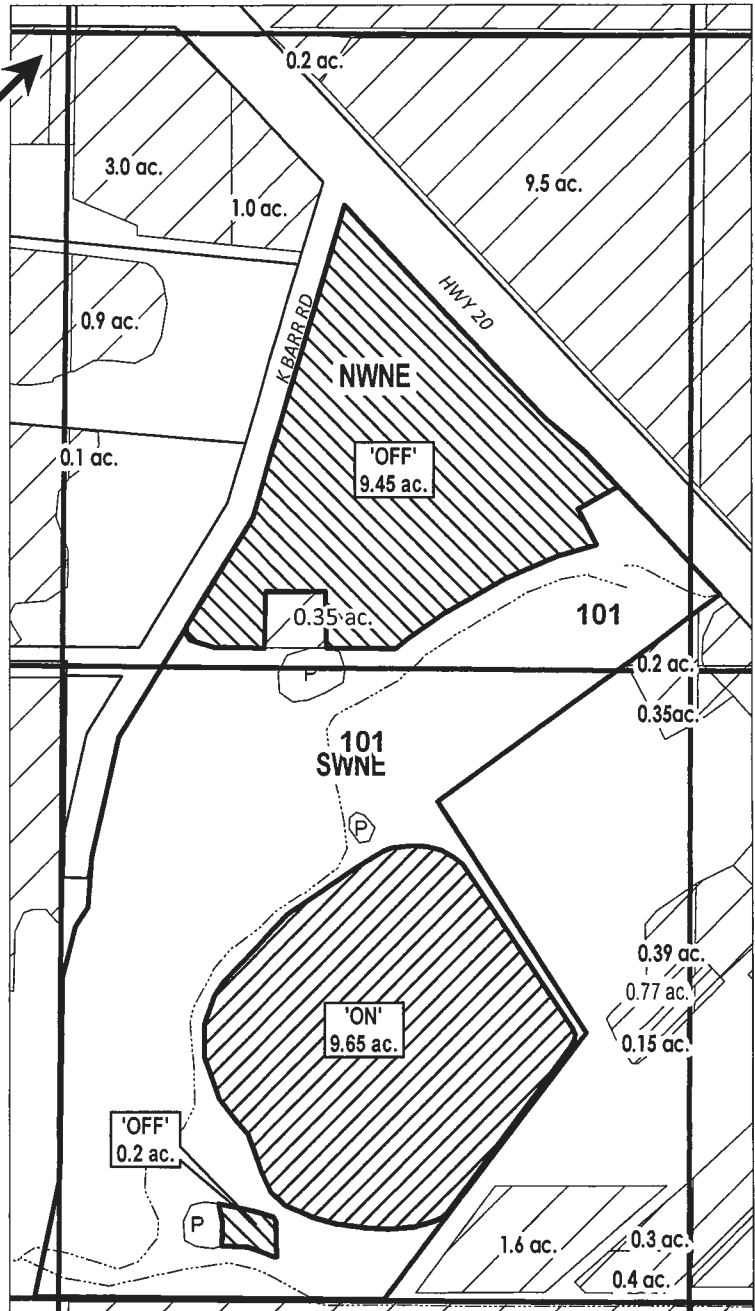 0.2 ac.
3.0 ac.
9.5 ac.
1.0 ac.
HWY 20
K BARR RD
0.9 ac.
NWNE
0.1 ac.
'OFF'
9.45 ac.
0.35 ac.
101
P
0.2 ac.
0.35ac.
101
SWNE
P
0.39 ac.
0.77 ac.
'ON'
9.65 ac.
0.15 ac.
'OFF'
0.2 ac.
P
1.6 ac.
0.3 ac.
0.4 ac.